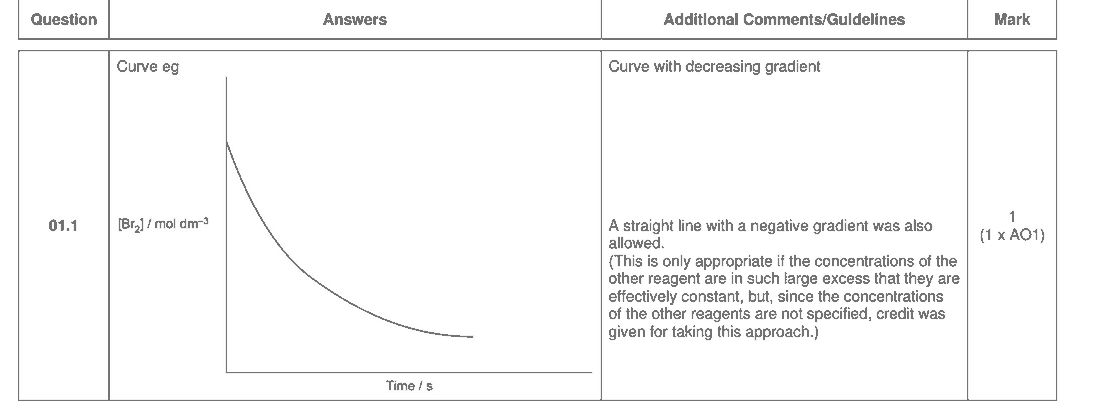 Question Answers Additional Comments/Guidelines Mark
Curve eg
Curve with decreasing gradient
01.1
[Br₂] / mol dm⁻³
A straight line with a negative gradient was also
allowed.
(This is only appropriate if the concentrations of the
other reagent are in such large excess that they are
effectively constant, but, since the concentrations
of the other reagents are not specified, credit was
given for taking this approach.)
1
(1 x AO1)
Time / s